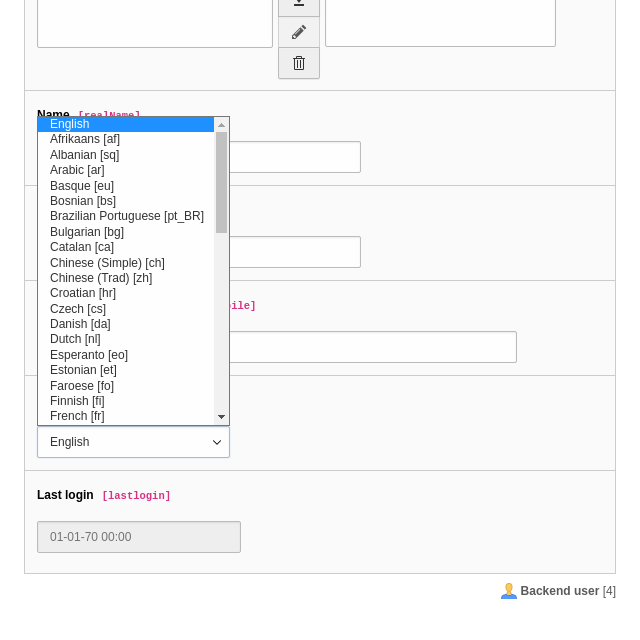 Name [realName]
English
Afrikaans [af]
Albanian [sq]
Arabic [ar]
Basque [eu]
Bosnian [bs]
Brazilian Portuguese [pt_BR]
Bulgarian [bg]
Catalan [ca]
Chinese (Simple) [ch]
Chinese (Trad) [zh]
Croatian [hr]
Czech [cs]
Danish [da]
Dutch [nl]
Esperanto [eo]
Estonian [et]
Faroese [fo]
Finnish [fi]
French [fr]
English
Last login [lastlogin]
01-01-70 00:00
Backend user [4]